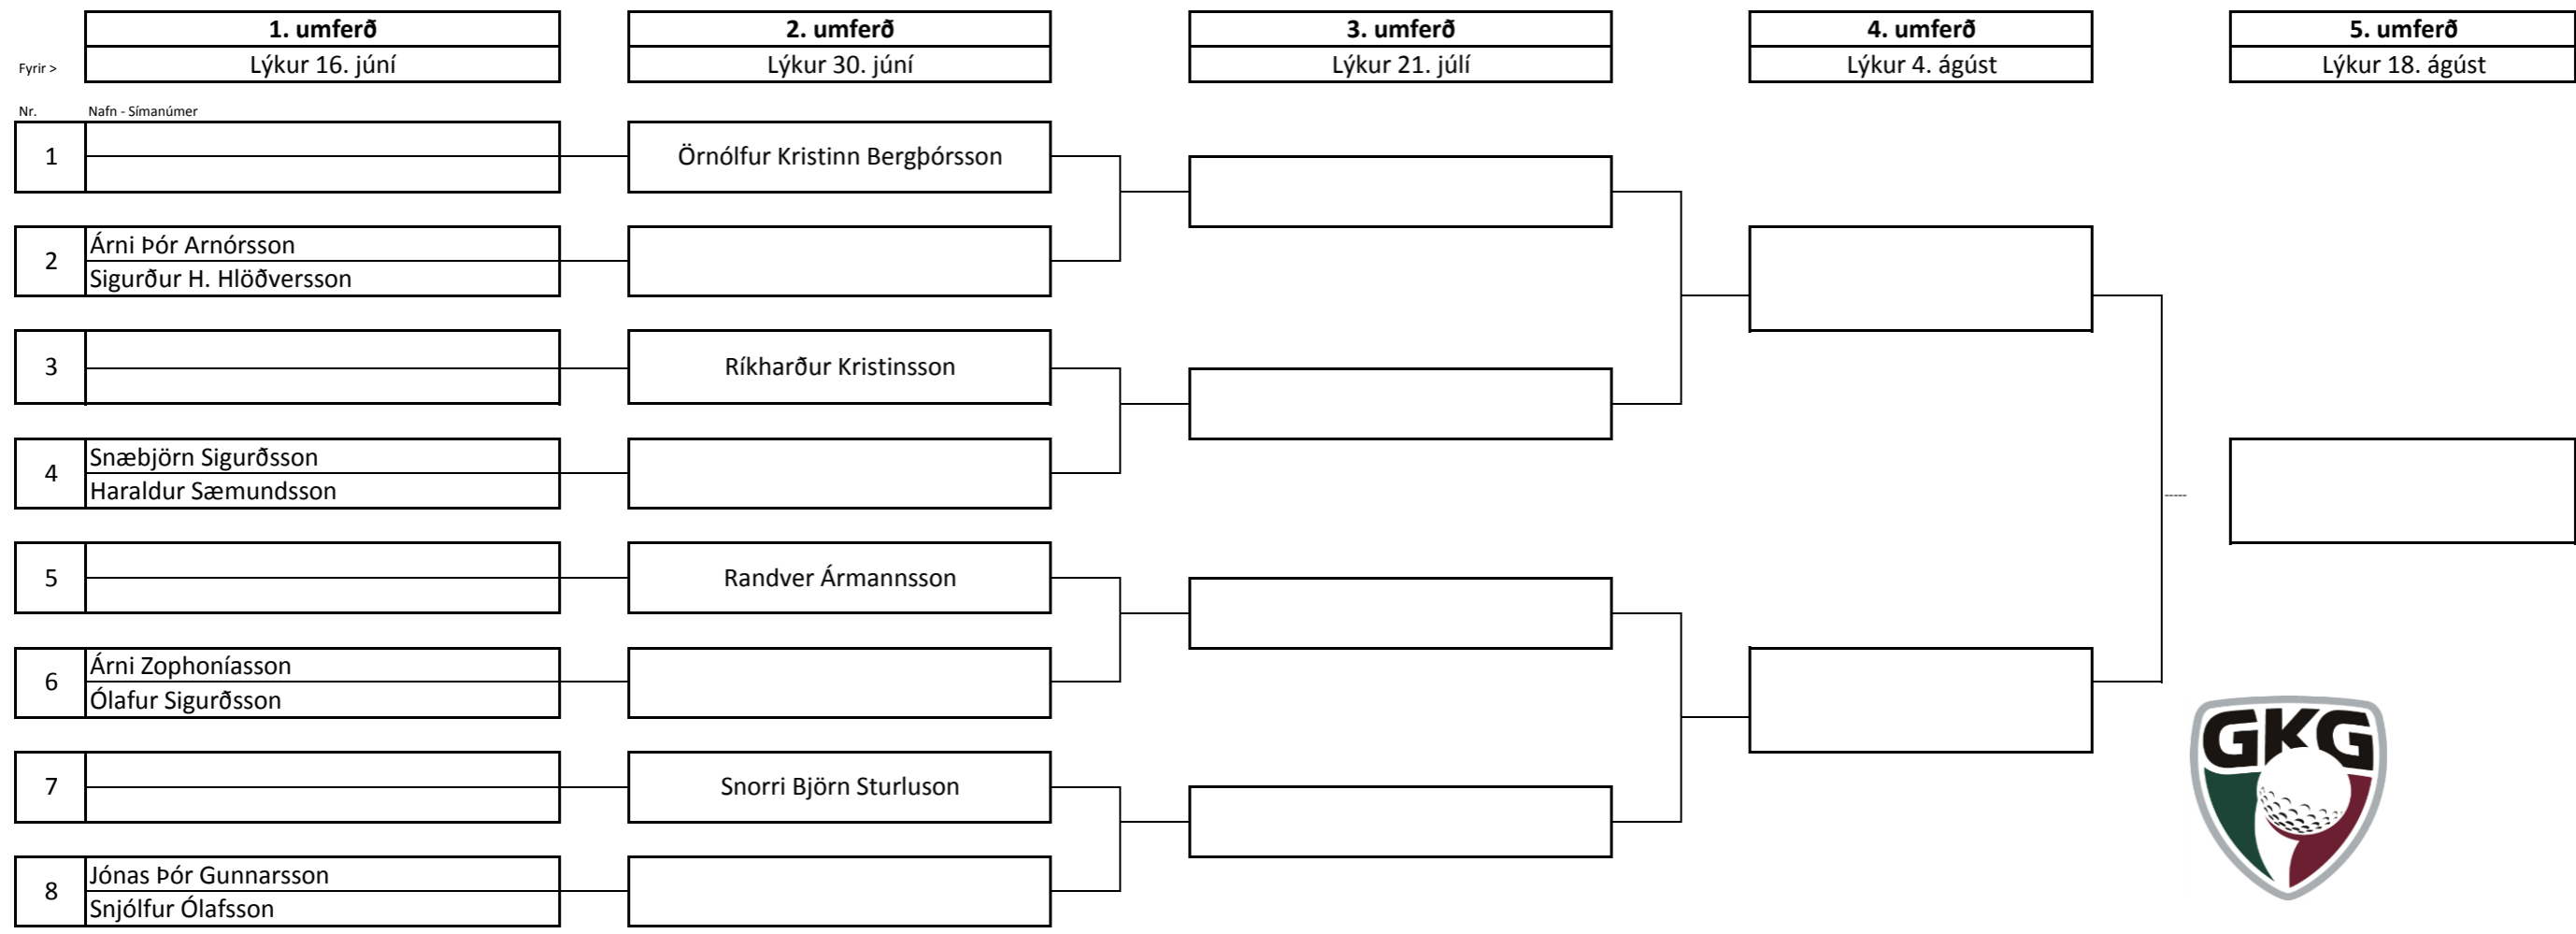 1. umferð
2. umferð
3. umferð
4. umferð
5. umferð
Fyrir >
Lýkur 16. júní
Lýkur 30. júní
Lýkur 21. júlí
Lýkur 4. ágúst
Lýkur 18. ágúst
Nr.
Nafn - Símanúmer
1
Örnólfur Kristinn Bergþórsson
2
Árni Þór Arnórsson
Sigurður H. Hlöðversson
3
Ríkharður Kristinsson
4
Snæbjörn Sigurðsson
Haraldur Sæmundsson
-----
5
Randver Ármannsson
6
Árni Zophoníasson
Ólafur Sigurðsson
7
Snorri Björn Sturluson
GKG
8
Jónas Þór Gunnarsson
Snjólfur Ólafsson